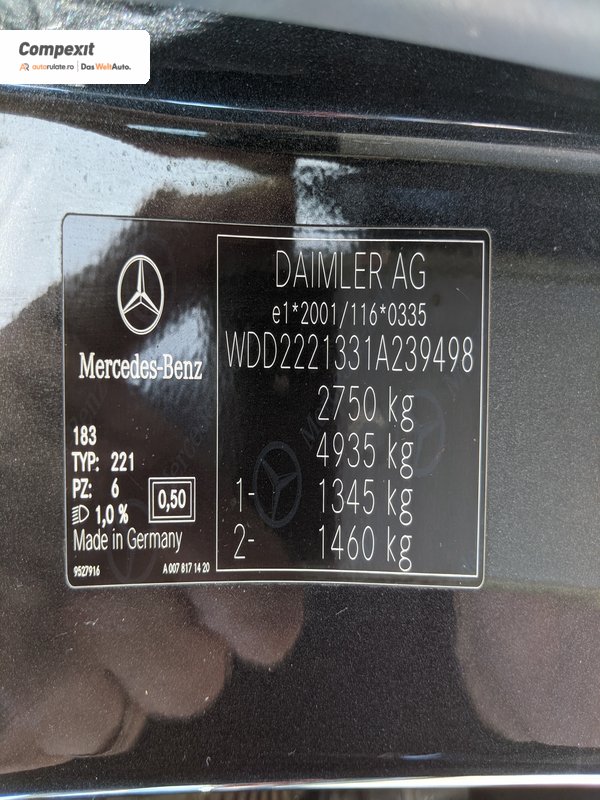 Compexit
AR autorulate.ro | Das WeltAuto.
DAIMLER AG
e1*2001/116*0335
WDD2221331A239498
2750 kg
4935 kg
1- 1345 kg
2- 1460 kg
Mercedes-Benz
183
TYP: 221
PZ: 6
0,50
1,0 %
Made in Germany
9527916
A 007 817 14 20